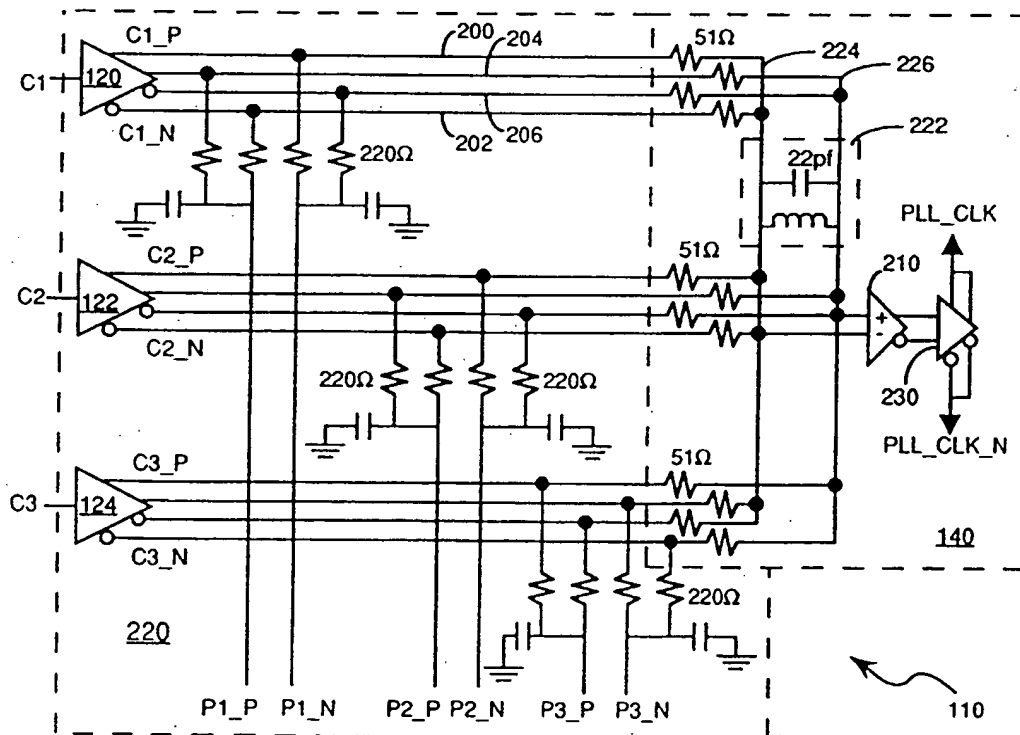 C1_P
200
204
51Ω
224
226
C1
120
C1_N
202
206
222
220Ω
22pf
PLL_CLK
C2_P
51Ω
210
C2
122
C2_N
+
-
220Ω
220Ω
230
PLL_CLK_N
C3_P
51Ω
C3
124
C3_N
140
220Ω
220
P1_P
P1_N
P2_P
P2_N
P3_P
P3_N
110